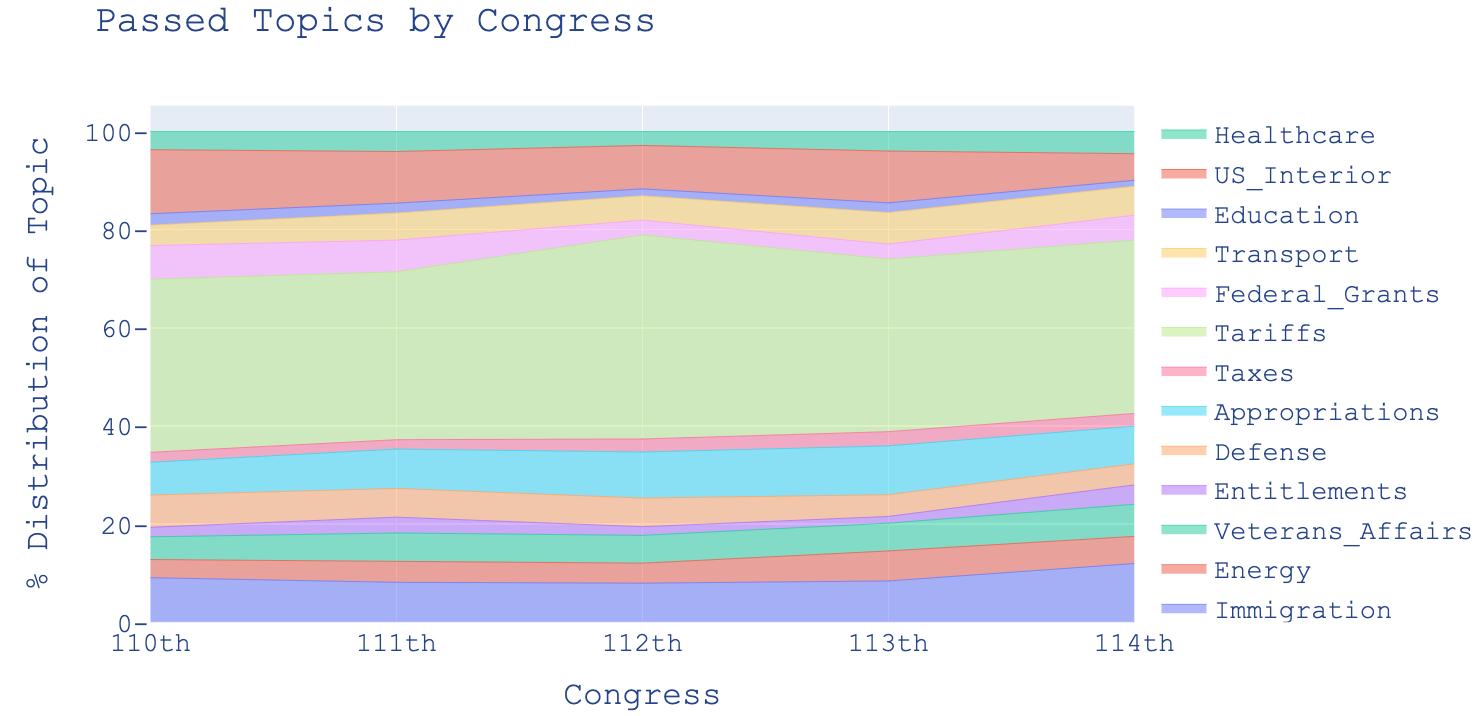 Passed Topics by Congress
% Distribution of Topic
100
80
60
40
20
0
110th
111th
112th
113th
114th
Congress
Healthcare
US_Interior
Education
Transport
Federal_Grants
Tariffs
Taxes
Appropriations
Defense
Entitlements
Veterans_Affairs
Energy
Immigration